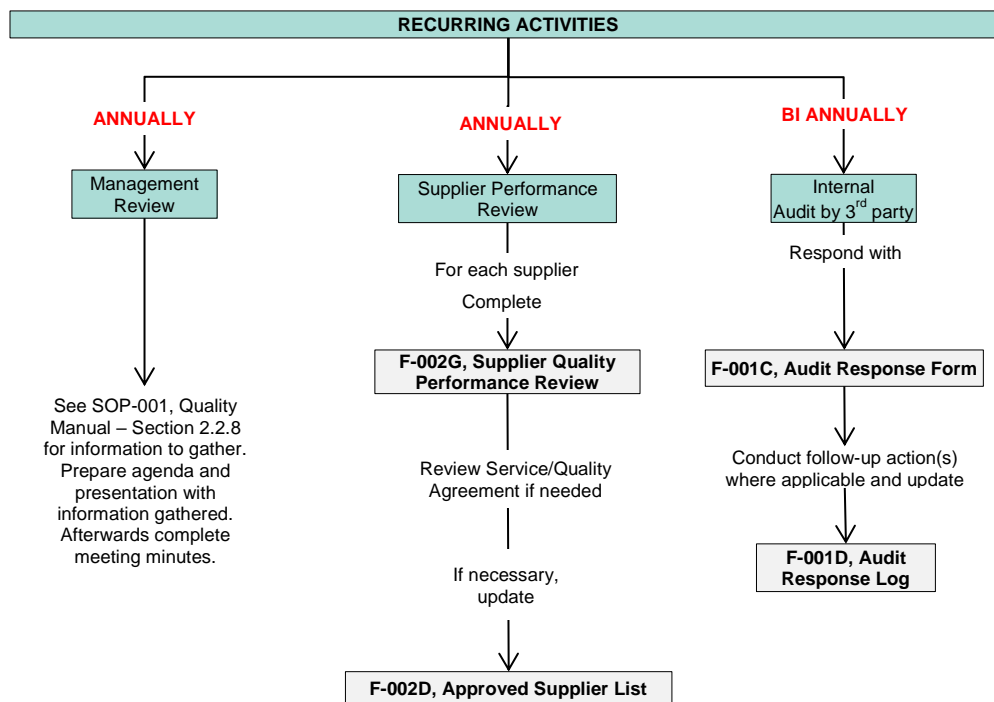 RECURRING ACTIVITIES
ANNUALLY
Management
Review
See SOP-001, Quality
Manual – Section 2.2.8
for information to gather.
Prepare agenda and
presentation with
information gathered.
Afterwards complete
meeting minutes.
ANNUALLY
Supplier Performance
Review
For each supplier
Complete
F-002G, Supplier Quality
Performance Review
Review Service/Quality
Agreement if needed
If necessary,
update
F-002D, Approved Supplier List
BI ANNUALLY
Internal
Audit by 3rd party
Respond with
F-001C, Audit Response Form
Conduct follow-up action(s)
where applicable and update
F-001D, Audit
Response Log